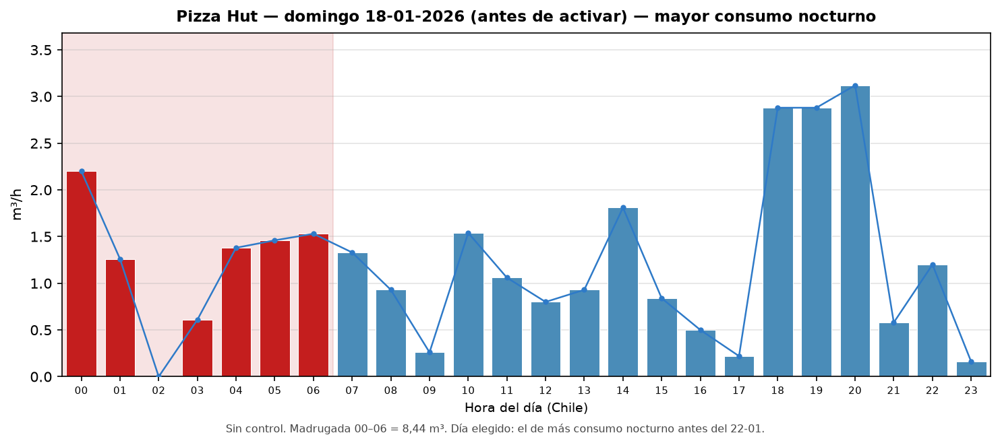 Pizza Hut — domingo 18-01-2026 (antes de activar) — mayor consumo nocturno
m³/h
3.5
3.0
2.5
2.0
1.5
1.0
0.5
0.0
00 01 02 03 04 05 06 07 08 09 10 11 12 13 14 15 16 17 18 19 20 21 22 23
Hora del día (Chile)
Sin control. Madrugada 00–06 = 8,44 m³. Día elegido: el de más consumo nocturno antes del 22-01.